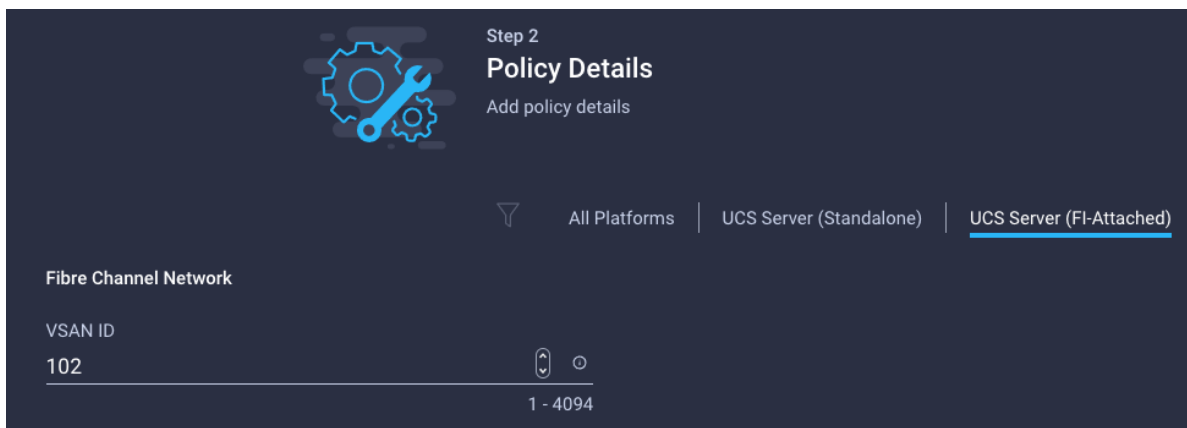 Step 2
Policy Details
Add policy details
All Platforms UCS Server (Standalone) UCS Server (FI-Attached)
Fibre Channel Network
VSAN ID
102
1 - 4094